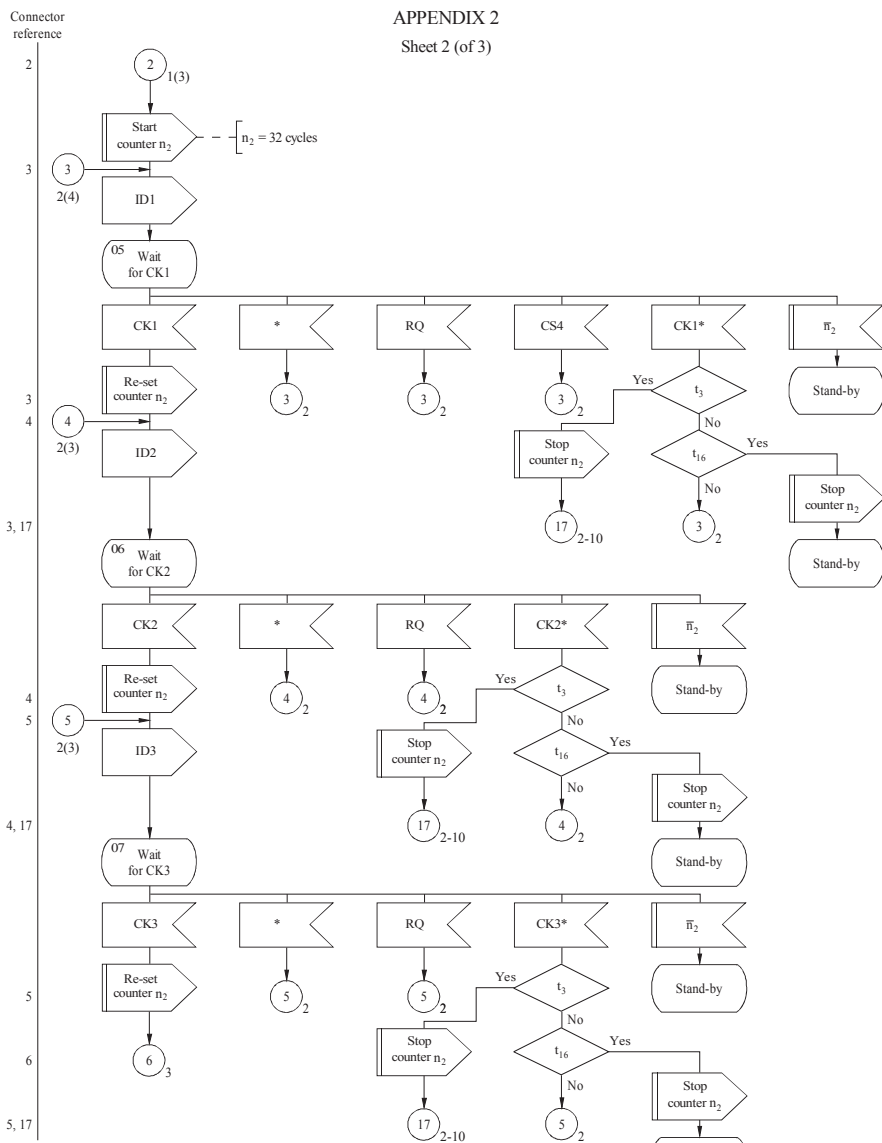 Connector
reference
APPENDIX 2
Sheet 2 (of 3)
2
2
1(3)
Start
counter n2
n2 = 32 cycles
3
3
2(4)
ID1
05
Wait
for CK1
CK1
*
RQ
CS4
CK1*
n̅2
Re-set
counter n2
3
2
3
2
3
2
Yes
t3
No
Stand-by
3
4
4
2(3)
ID2
Stop
counter n2
t16
Yes
No
Stop
counter n2
3, 17
17
2-10
3
2
Stand-by
06
Wait
for CK2
CK2
*
RQ
CK2*
n̅2
Re-set
counter n2
4
2
4
2
Yes
t3
No
Stand-by
4
5
5
2(3)
ID3
Stop
counter n2
t16
Yes
No
Stop
counter n2
4, 17
17
2-10
4
2
Stand-by
07
Wait
for CK3
CK3
*
RQ
CK3*
n̅2
Re-set
counter n2
5
5
2
5
2
Yes
t3
No
Stand-by
6
6
3
Stop
counter n2
t16
Yes
No
Stop
counter n2
5, 17
17
2-10
5
2